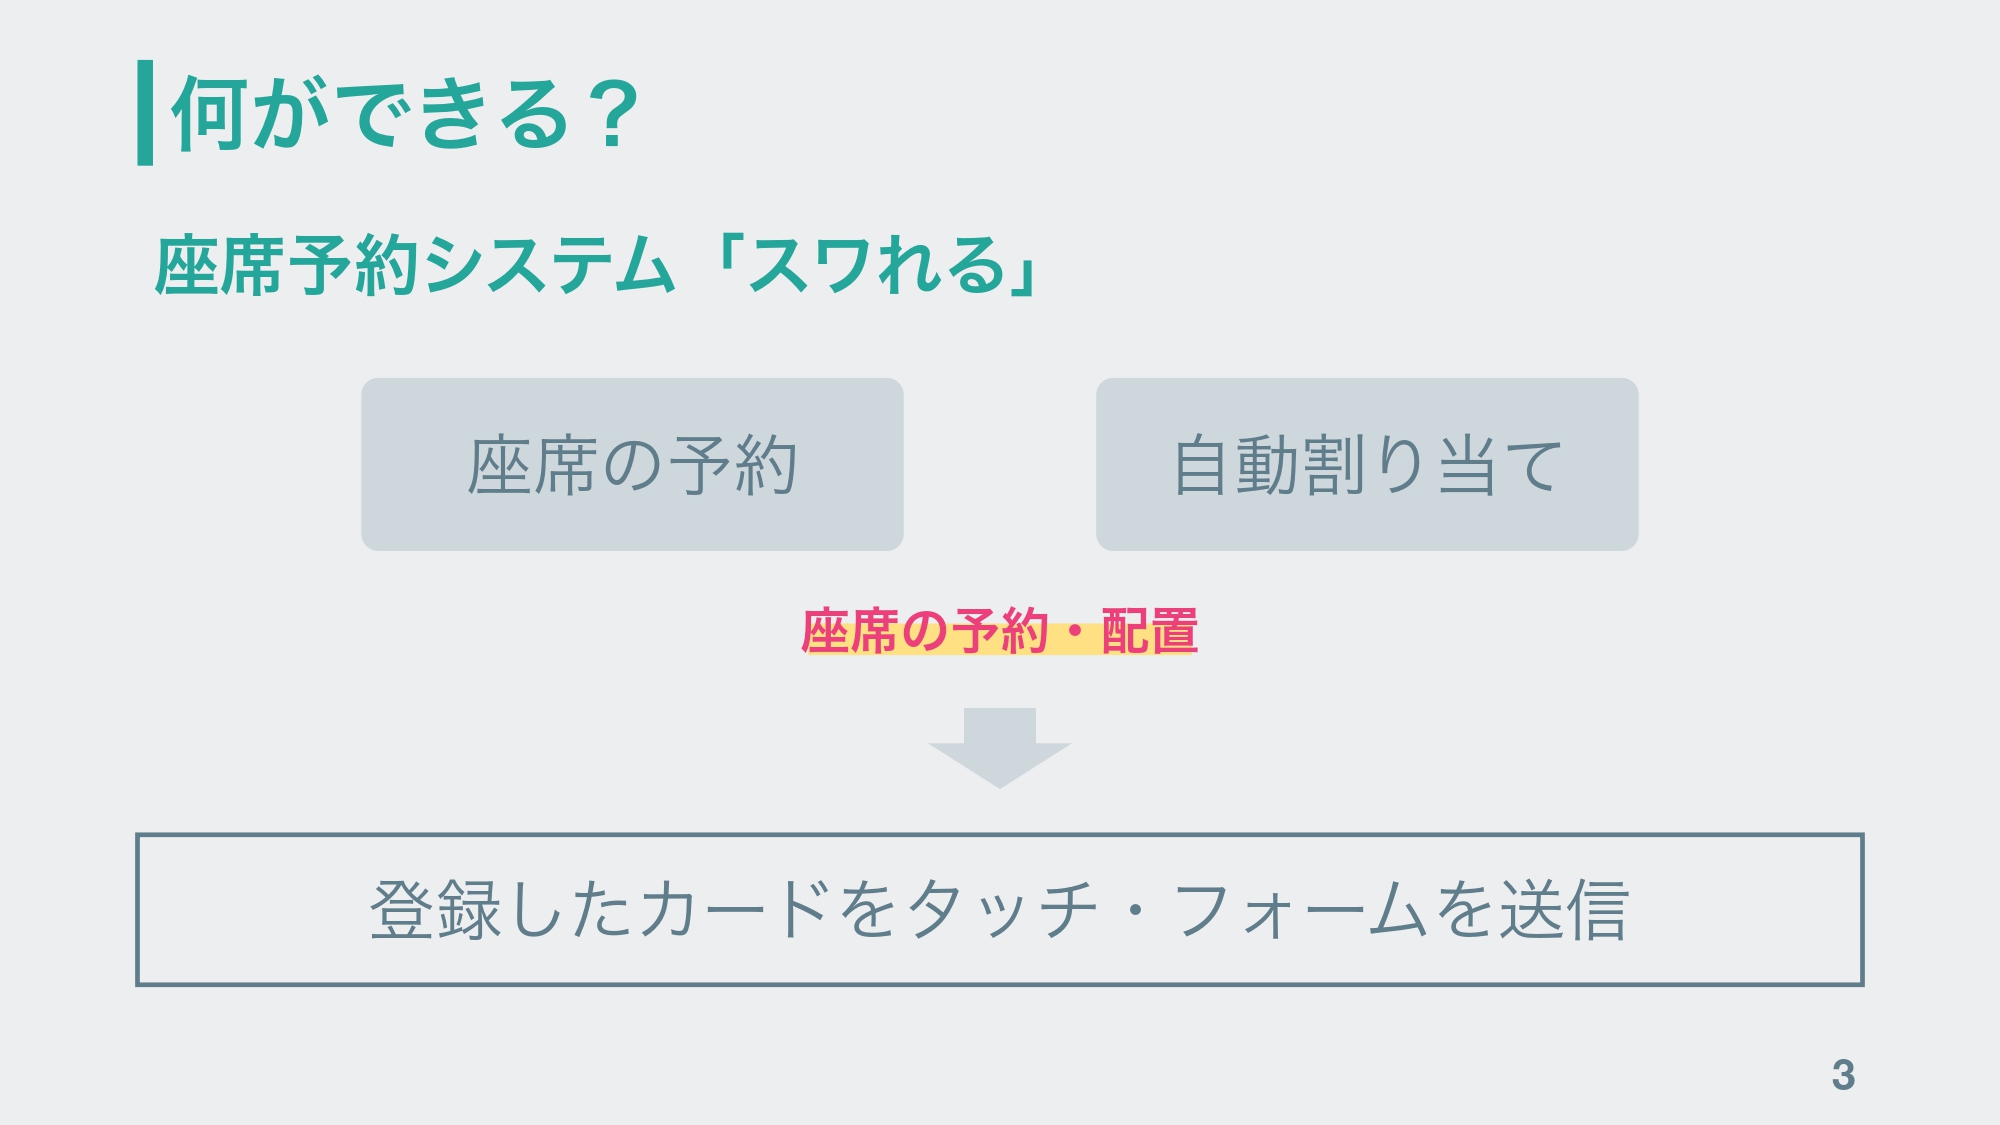 何ができる？
座席予約システム「スワれる」
座席の予約
自動割り当て
座席の予約・配置
登録したカードをタッチ・フォームを送信
3